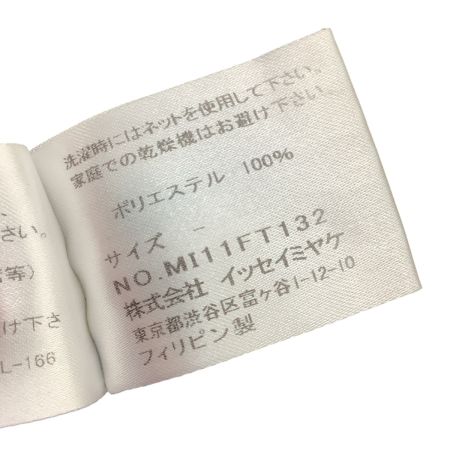 洗濯時にはネットを使用して下さい。
家庭での乾燥機はお避け下さい。
ポリエステル 100%
サイズ －
NO.MI11FT132
株式会社 イッセイミヤケ
東京都渋谷区富ヶ谷1-12-10
フィリピン製
さい。
等)
け下さ
L-166